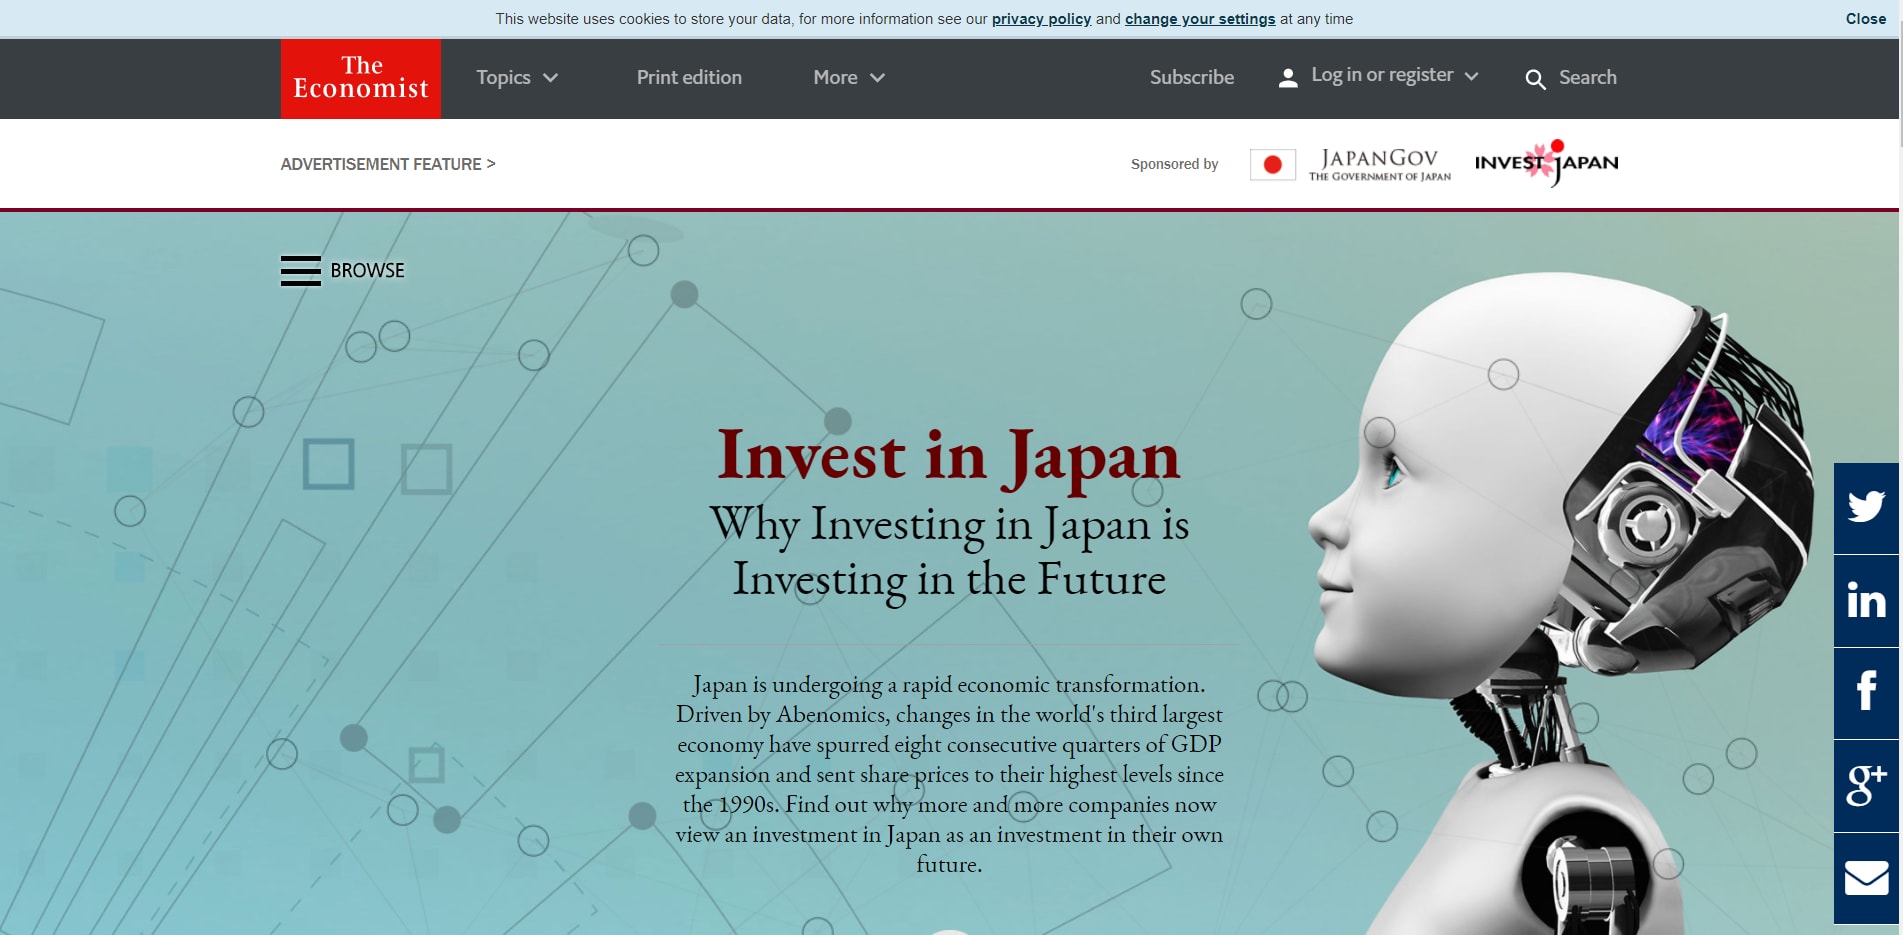 This website uses cookies to store your data, for more information see our privacy policy and change your settings at any time
Close
The
Economist
Topics
Print edition
More
Subscribe
Log in or register
Search
ADVERTISEMENT FEATURE >
Sponsored by
JAPANGOV
THE GOVERNMENT OF JAPAN
INVEST JAPAN
BROWSE
Invest in Japan
Why Investing in Japan is
Investing in the Future
Japan is undergoing a rapid economic transformation.
Driven by Abenomics, changes in the world's third largest
economy have spurred eight consecutive quarters of GDP
expansion and sent share prices to their highest levels since
the 1990s. Find out why more and more companies now
view an investment in Japan as an investment in their own
future.
in
f
g+